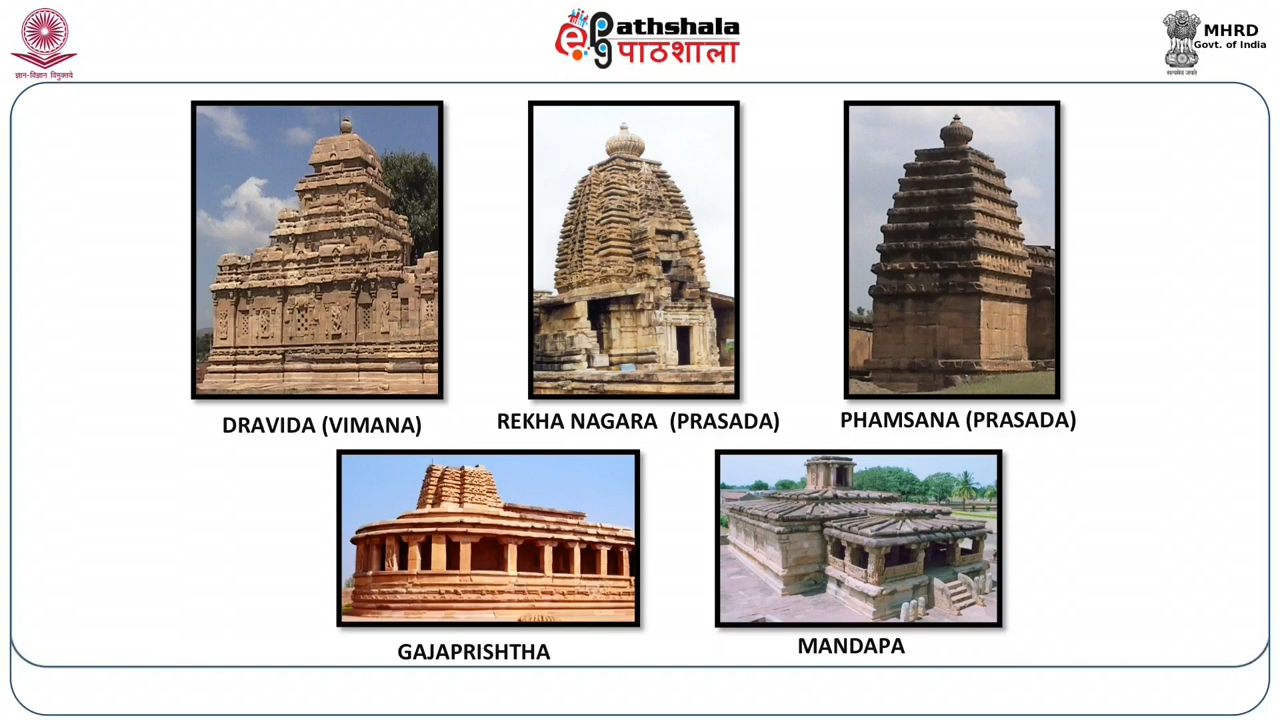 ज्ञान-विज्ञान विमुक्तये
ePathshala
पाठशाला
MHRD
Govt. of India
सत्यमेव जयते
DRAVIDA (VIMANA)
REKHA NAGARA (PRASADA)
PHAMSANA (PRASADA)
GAJAPRISHTHA
MANDAPA